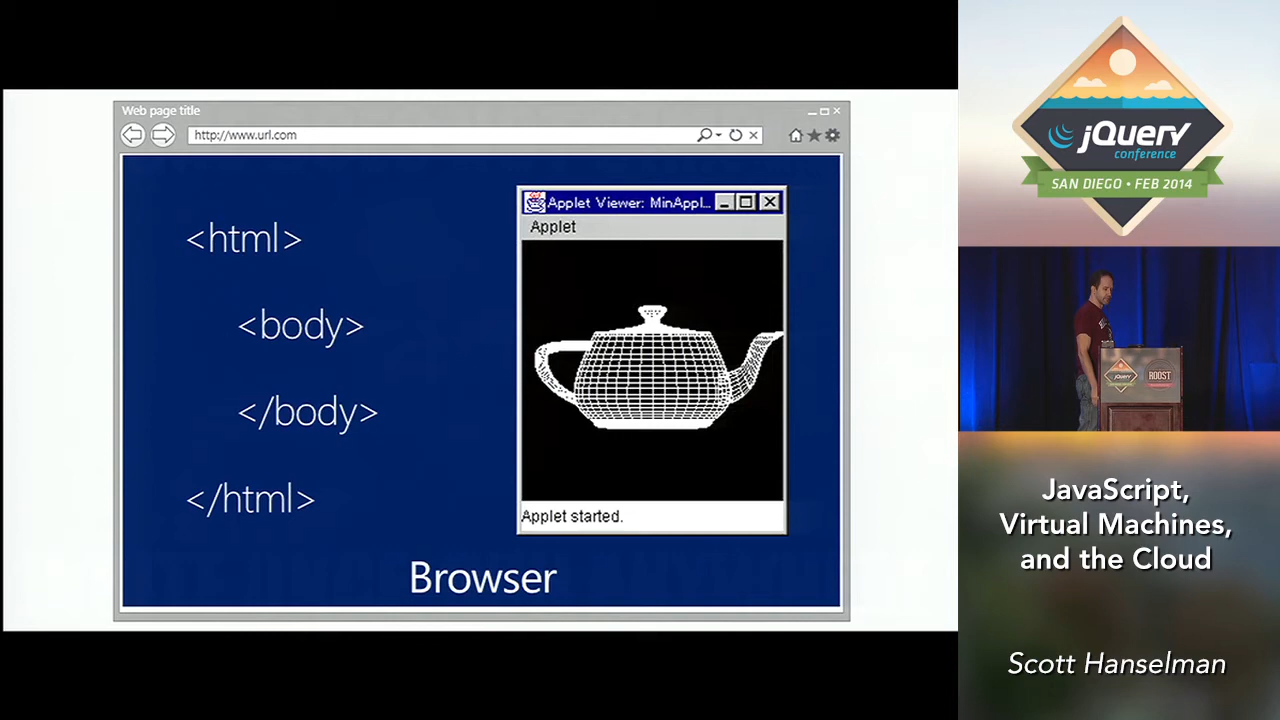 Web page title
http://www.url.com
<html>
<body>
</body>
</html>
Browser
Applet Viewer: MinAppl...
Applet
Applet started.
jQuery
conference
SAN DIEGO • FEB 2014
jQuery
ROOST
JavaScript,
Virtual Machines,
and the Cloud
Scott Hanselman